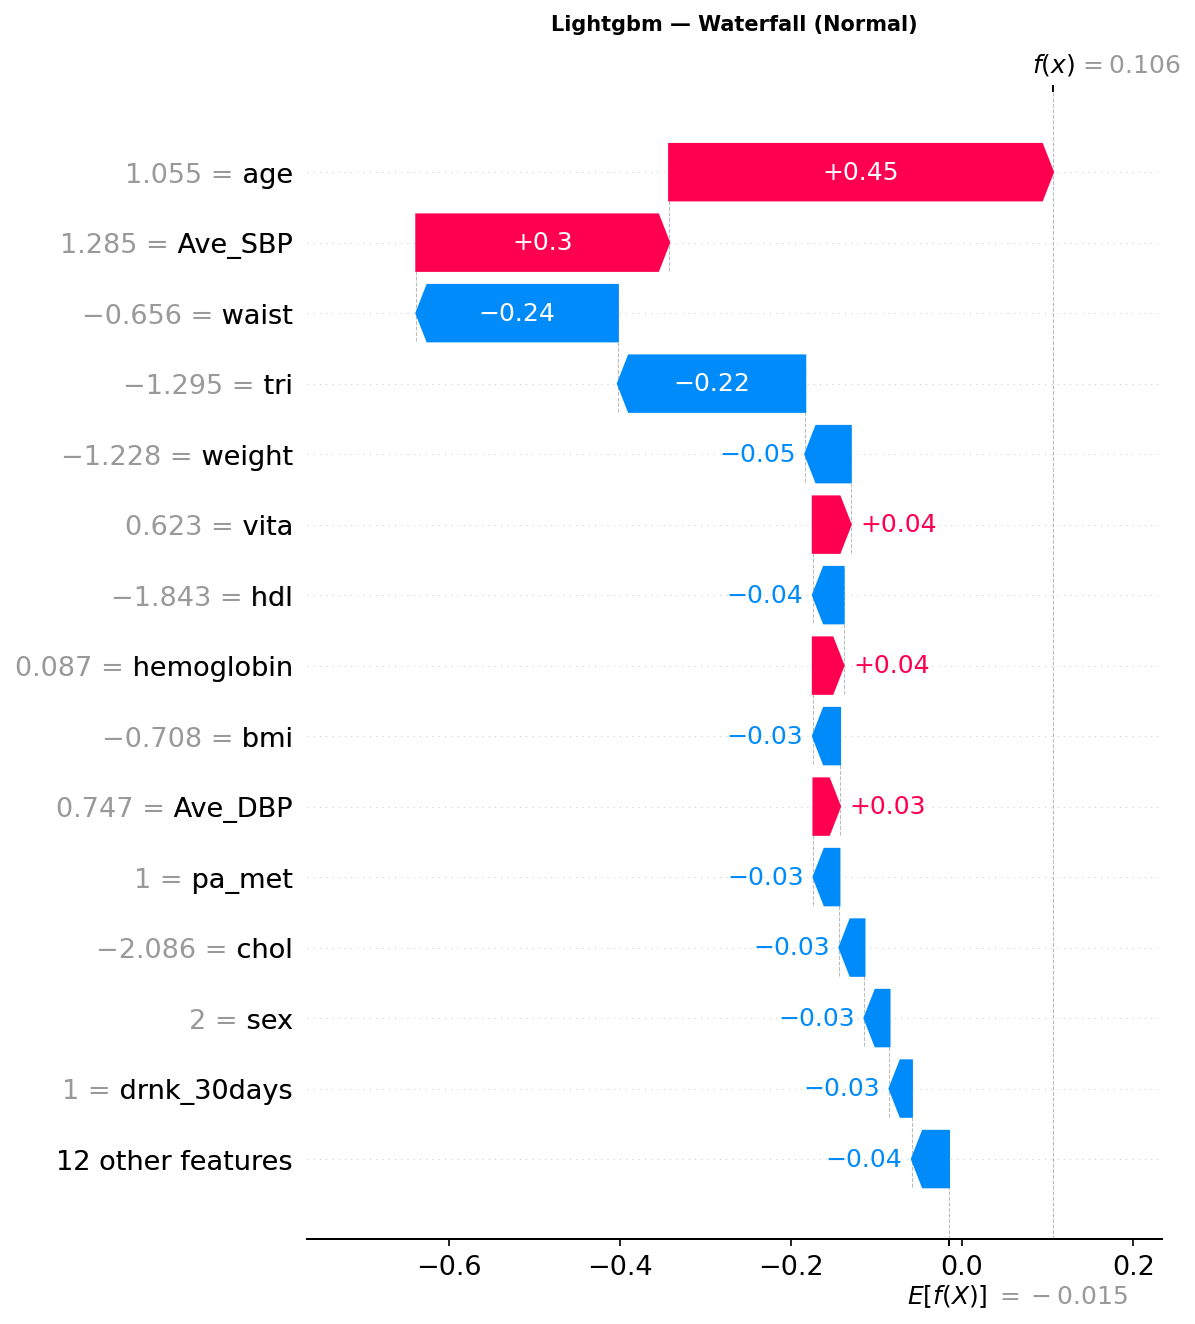 Lightgbm — Waterfall (Normal)
f(x) = 0.106
1.055 = age +0.45
1.285 = Ave_SBP +0.3
−0.656 = waist −0.24
−1.295 = tri −0.22
−1.228 = weight −0.05
0.623 = vita +0.04
−1.843 = hdl −0.04
0.087 = hemoglobin +0.04
−0.708 = bmi −0.03
0.747 = Ave_DBP +0.03
1 = pa_met −0.03
−2.086 = chol −0.03
2 = sex −0.03
1 = drnk_30days −0.03
12 other features −0.04
−0.6 −0.4 −0.2 0.0 0.2
E[f(X)] = −0.015